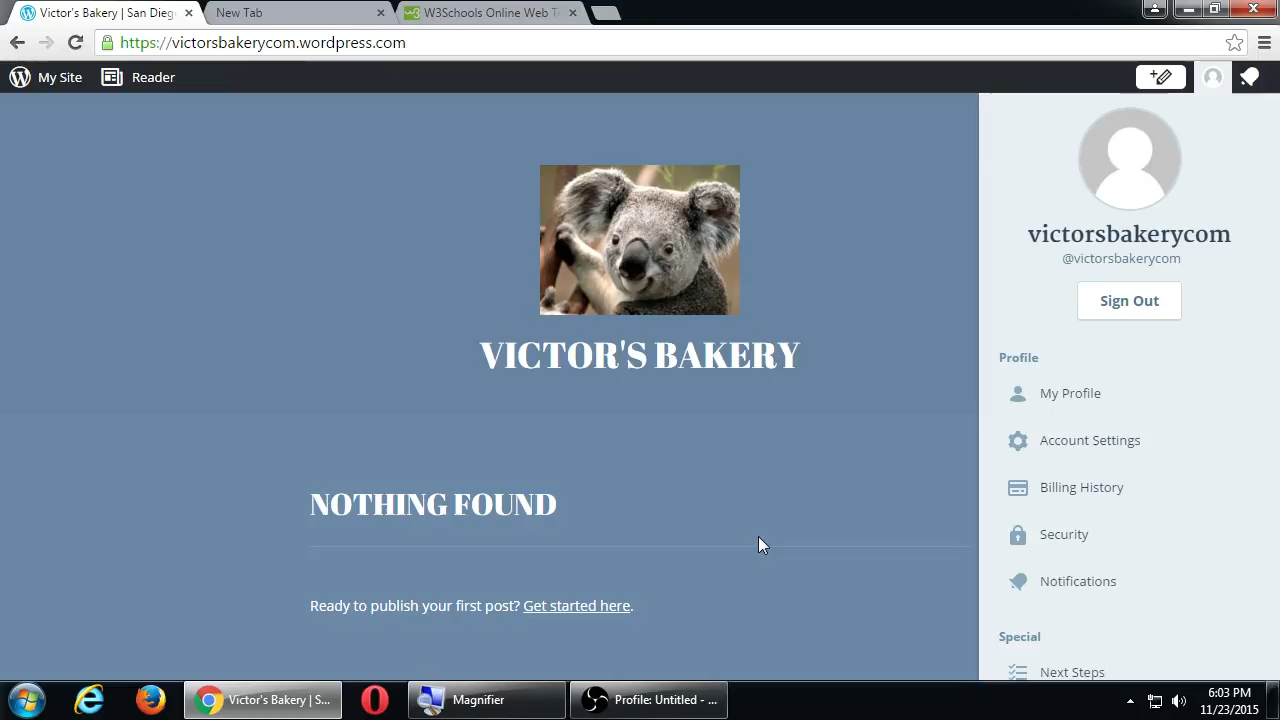 Victor's Bakery | San Dieg
New Tab
W3Schools Online Web T
https://victorsbakerycom.wordpress.com
My Site
Reader
victorsbakerycom
@victorsbakerycom
Sign Out
VICTOR'S BAKERY
Profile
My Profile
Account Settings
Billing History
Security
Notifications
Special
Next Steps
NOTHING FOUND
Ready to publish your first post? Get started here.
Victor's Bakery | S...
Magnifier
Profile: Untitled - ...
6:03 PM
11/23/2015